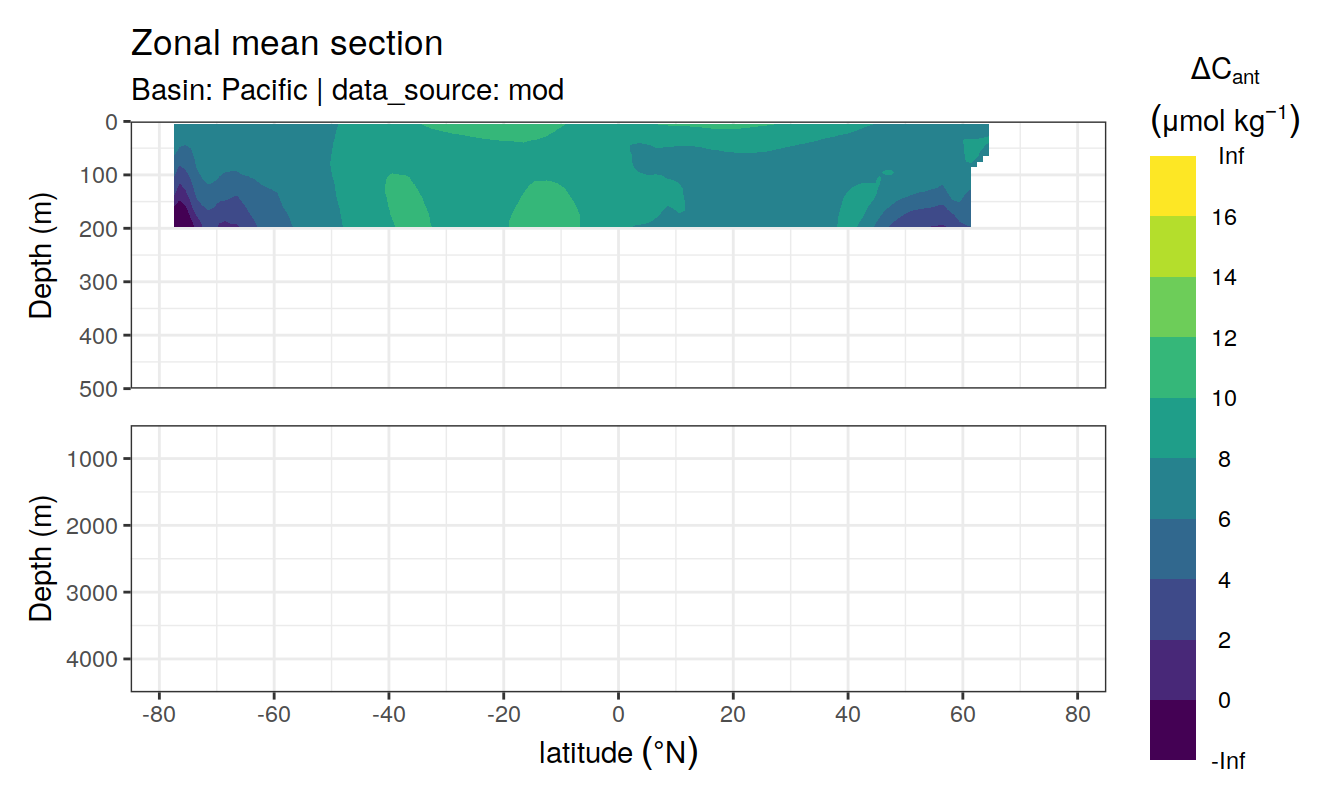 Zonal mean section
Basin: Pacific | data_source: mod
ΔCant
(μmol kg⁻¹)
Inf
16
14
12
10
8
6
4
2
0
-Inf
Depth (m)
0
100
200
300
400
500
Depth (m)
1000
2000
3000
4000
-80 -60 -40 -20 0 20 40 60 80
latitude (°N)